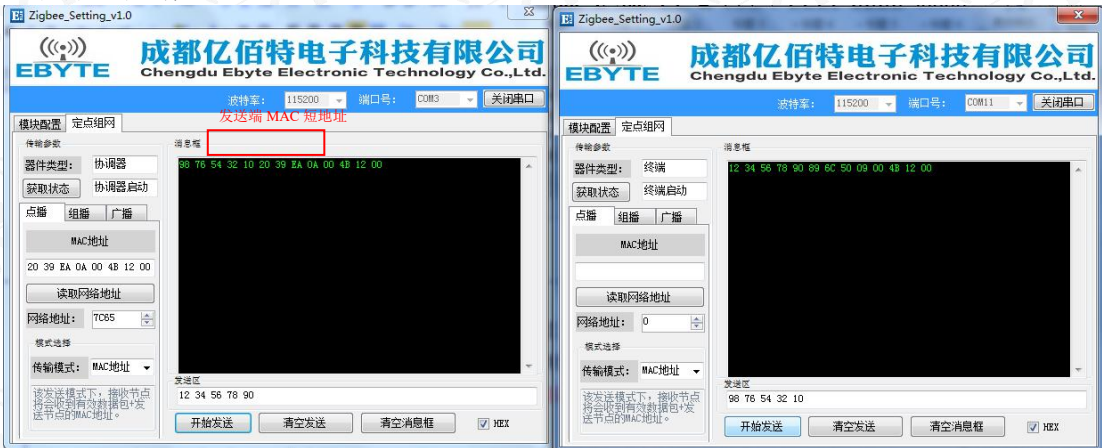 Zigbee_Setting_v1.0
EBYTE
成都亿佰特电子科技有限公司
Chengdu Ebyte Electronic Technology Co.,Ltd.
波特率： 115200 端口号： COM3 关闭串口
发送端 MAC 短地址
模块配置 定点组网
传输参数
器件类型： 协调器
获取状态 协调器启动
点播 组播 广播
MAC地址
20 39 EA 0A 00 4B 12 00
读取网络地址
网络地址： 7C65
模式选择
传输模式： MAC地址
该发送模式下，接收节点
将会收到有效数据包+发
送节点的MAC地址。
消息框
98 76 54 32 10 20 39 EA 0A 00 4B 12 00
发送区
12 34 56 78 90
开始发送 清空发送 清空消息框 HEX
Zigbee_Setting_v1.0
EBYTE
成都亿佰特电子科技有限公司
Chengdu Ebyte Electronic Technology Co.,Ltd.
波特率： 115200 端口号： COM11 关闭串口
模块配置 定点组网
传输参数
器件类型： 终端
获取状态 终端启动
点播 组播 广播
MAC地址
读取网络地址
网络地址： 0
模式选择
传输模式： MAC地址
该发送模式下，接收节点
将会收到有效数据包+发
送节点的MAC地址。
消息框
12 34 56 78 90 89 6C 50 09 00 4B 12 00
发送区
98 76 54 32 10
开始发送 清空发送 清空消息框 HEX